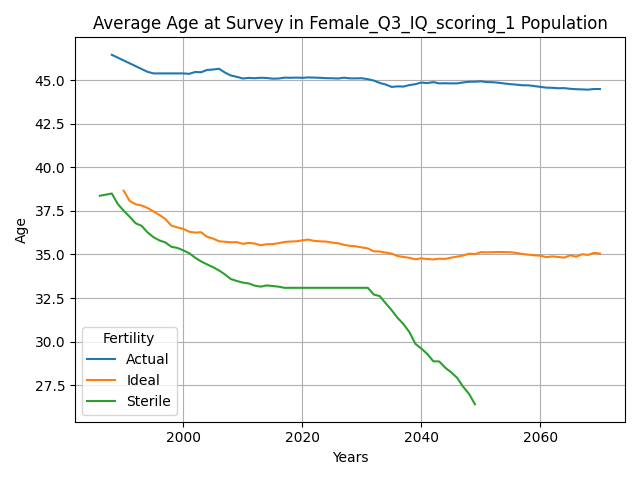 Average Age at Survey in Female_Q3_IQ_scoring_1 Population
Age
45.0
42.5
40.0
37.5
35.0
32.5
30.0
27.5
Fertility
Actual
Ideal
Sterile
2000
2020
2040
2060
Years